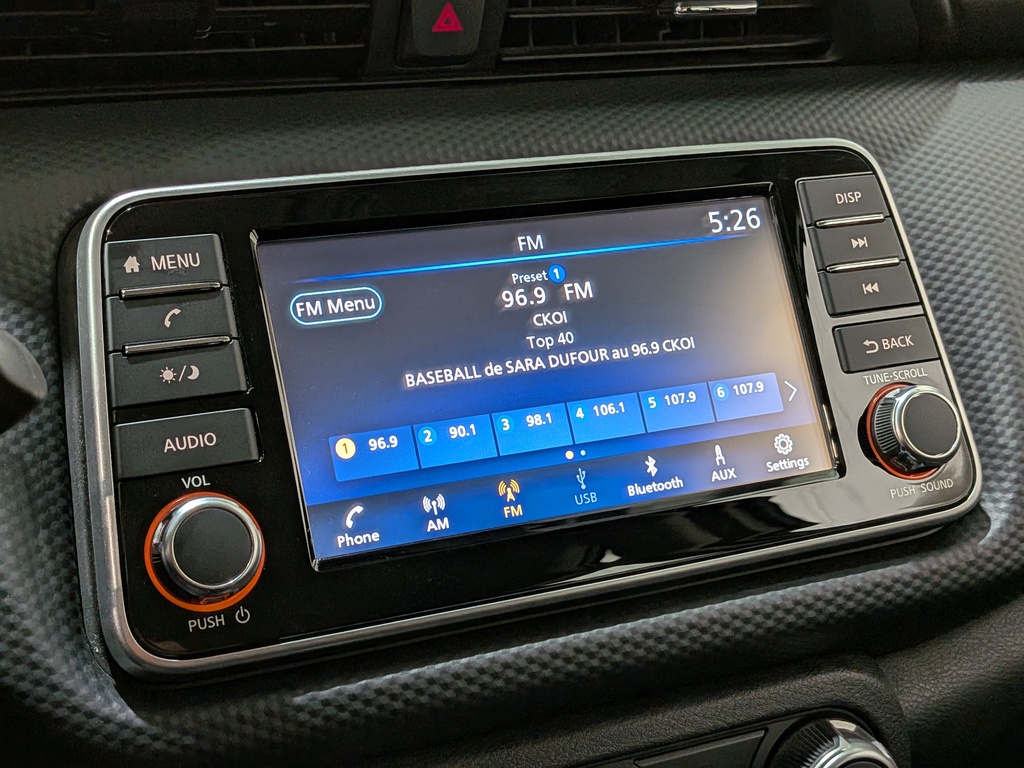 MENU
AUDIO
VOL
PUSH
FM
5:26
FM Menu
Preset 1
96.9 FM
CKOI
Top 40
BASEBALL de SARA DUFOUR au 96.9 CKOI
1 96.9 2 90.1 3 98.1 4 106.1 5 107.9 6 107.9
Phone AM FM USB Bluetooth AUX Settings
DISP
BACK
TUNE·SCROLL
PUSH SOUND